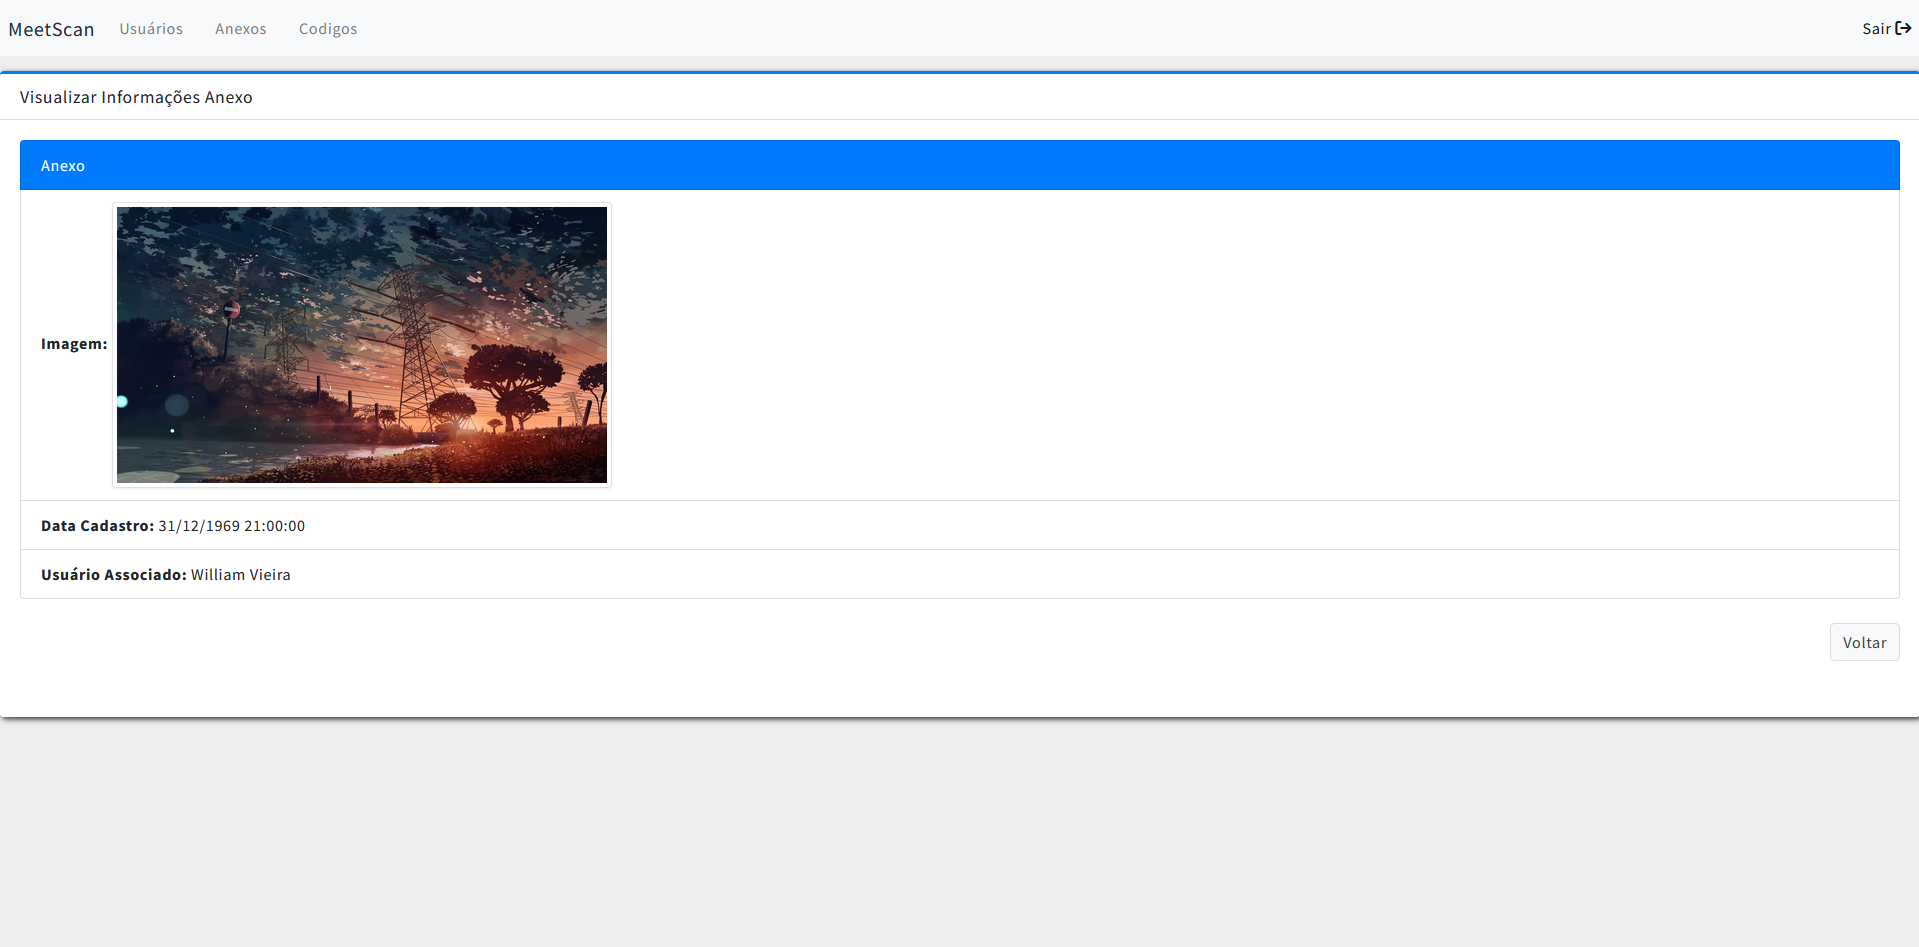 MeetScan Usuários Anexos Codigos Sair
Visualizar Informações Anexo
Anexo
Imagem:
Data Cadastro: 31/12/1969 21:00:00
Usuário Associado: William Vieira
Voltar